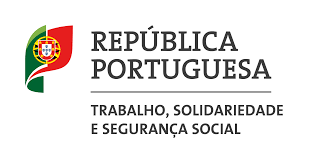 REPÚBLICA
PORTUGUESA
TRABALHO, SOLIDARIEDADE
E SEGURANÇA SOCIAL